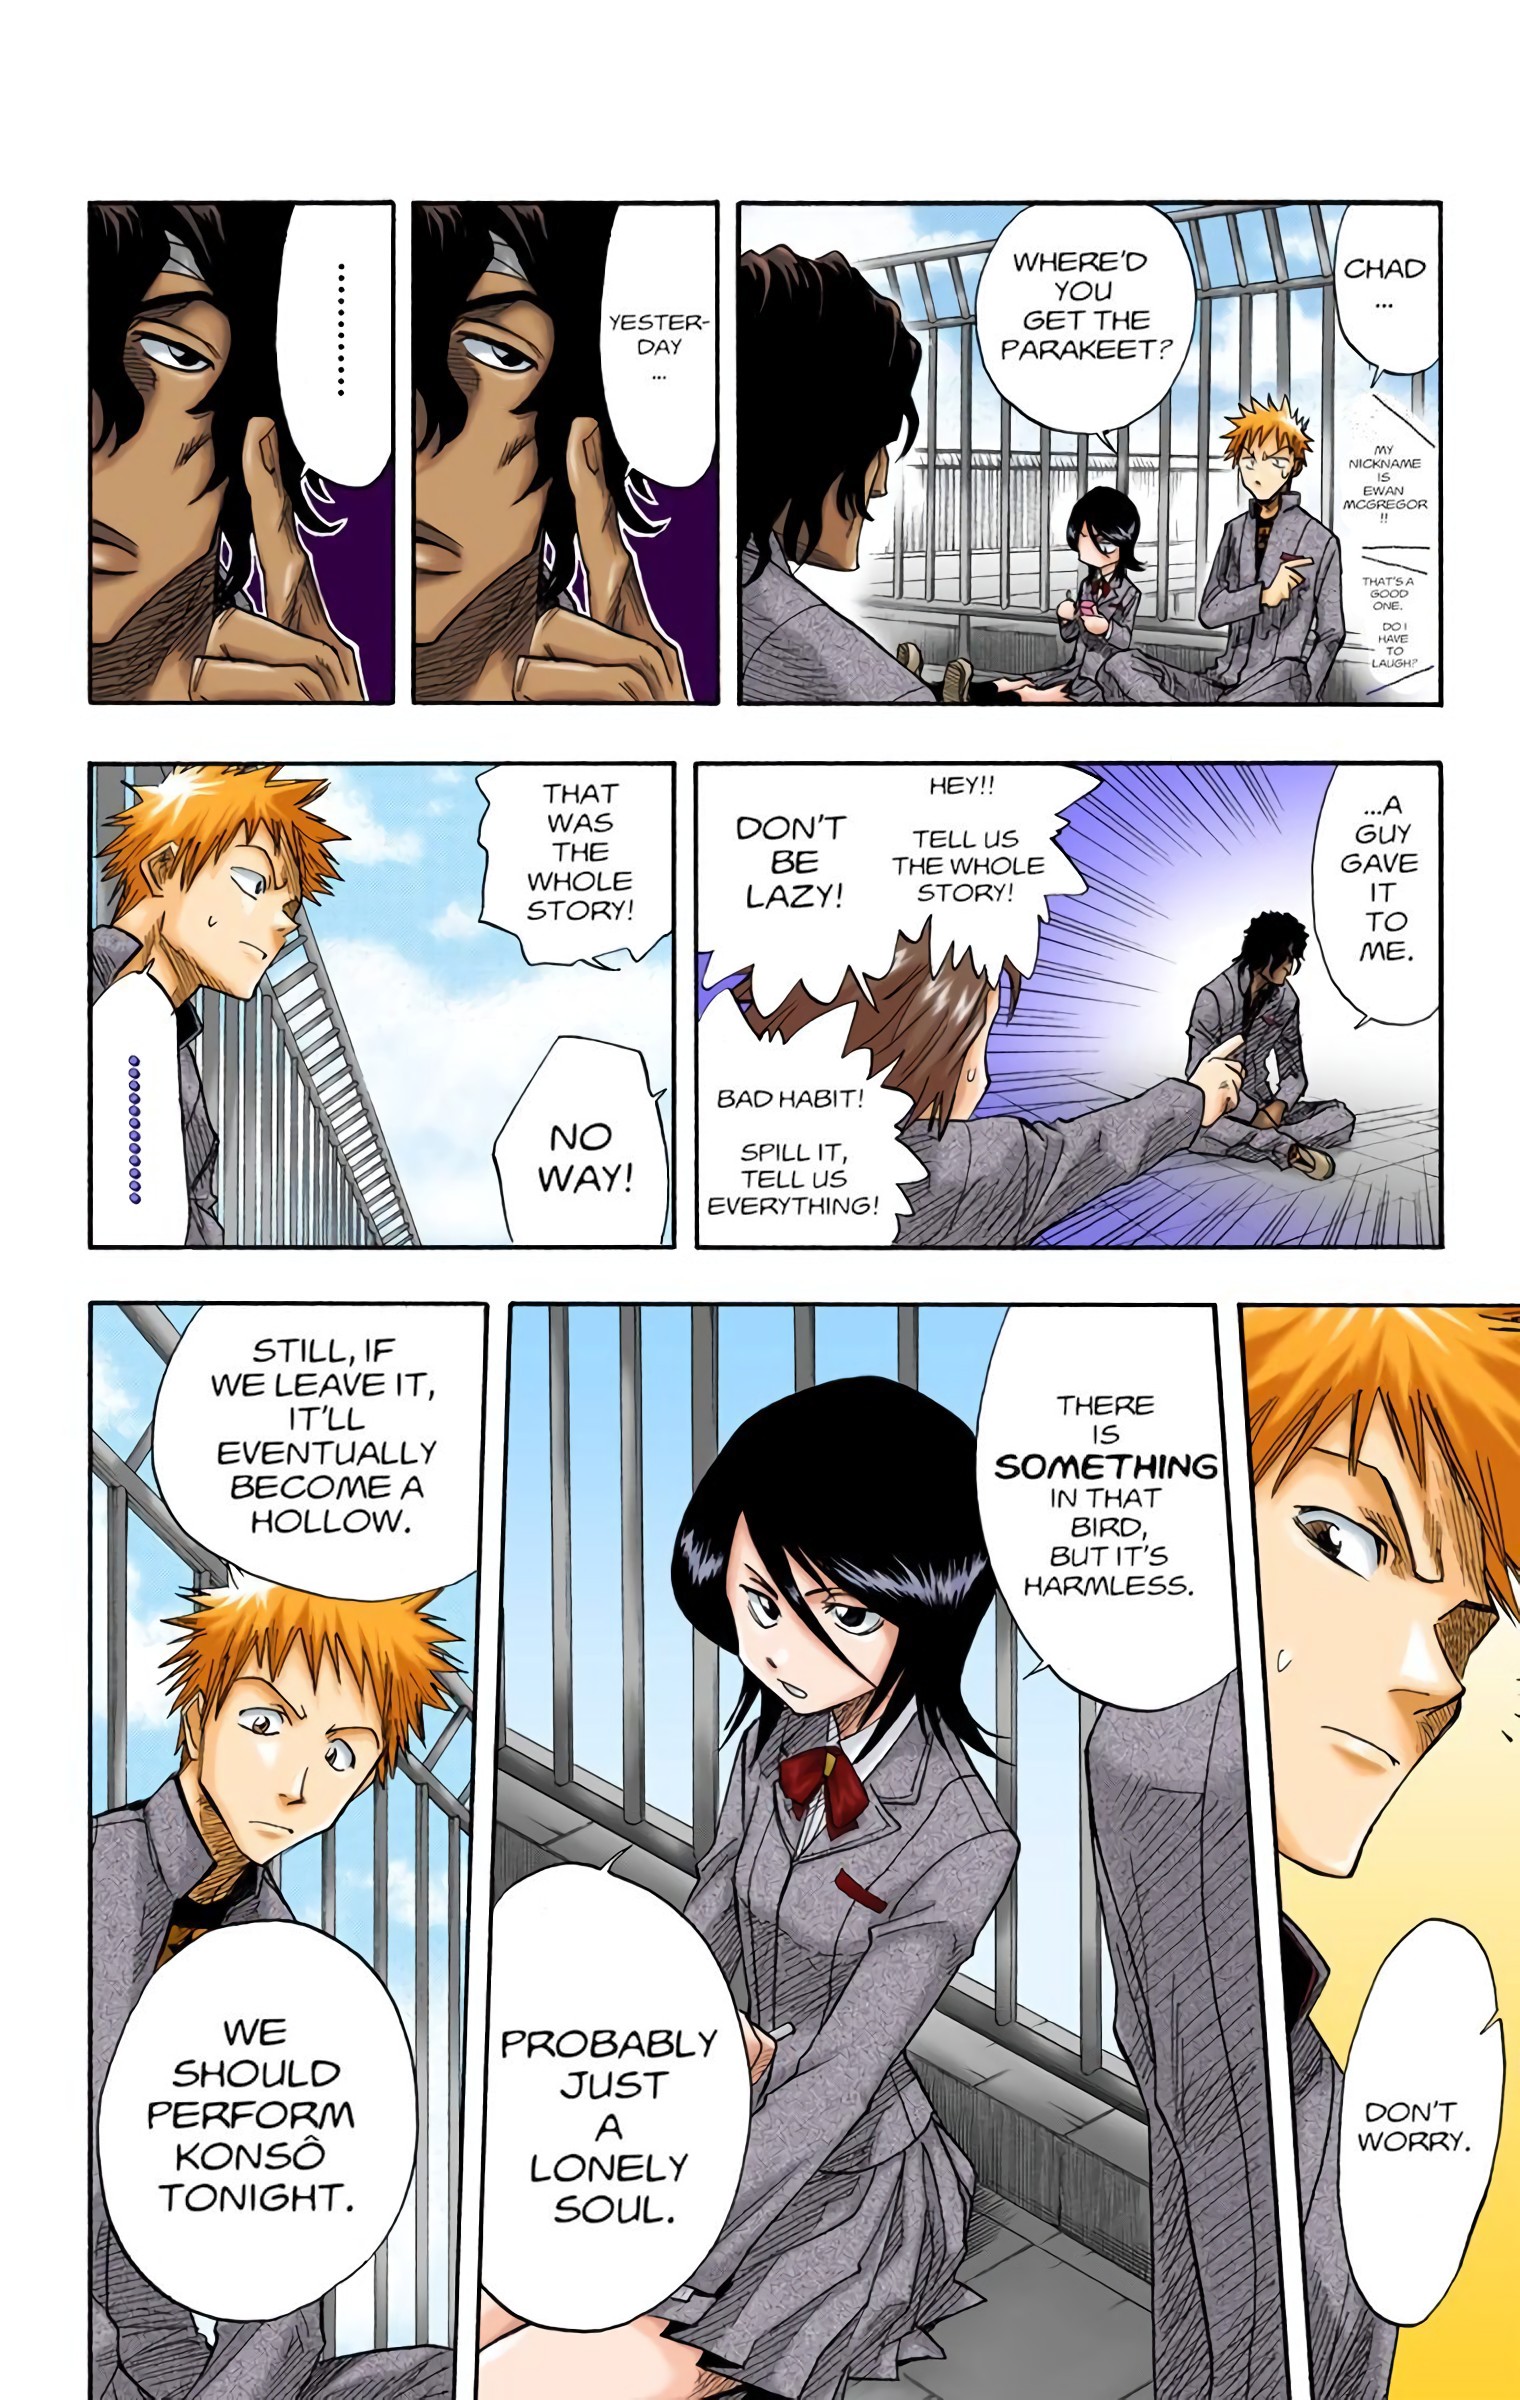 CHAD
...
WHERE'D
YOU
GET THE
PARAKEET?
MY
NICKNAME
IS
EWAN
MCGREGOR
!!
THAT'S A
GOOD
ONE.
DO I
HAVE
TO
LAUGH?
YESTER-
DAY
...
...........
...A
GUY
GAVE
IT
TO
ME.
HEY!!
TELL US
THE WHOLE
STORY!
DON'T
BE
LAZY!
BAD HABIT!
SPILL IT,
TELL US
EVERYTHING!
THAT
WAS
THE
WHOLE
STORY!
NO
WAY!
............
DON'T
WORRY.
THERE
IS
SOMETHING
IN THAT
BIRD,
BUT IT'S
HARMLESS.
PROBABLY
JUST
A
LONELY
SOUL.
STILL, IF
WE LEAVE IT,
IT'LL
EVENTUALLY
BECOME A
HOLLOW.
WE
SHOULD
PERFORM
KONSÔ
TONIGHT.